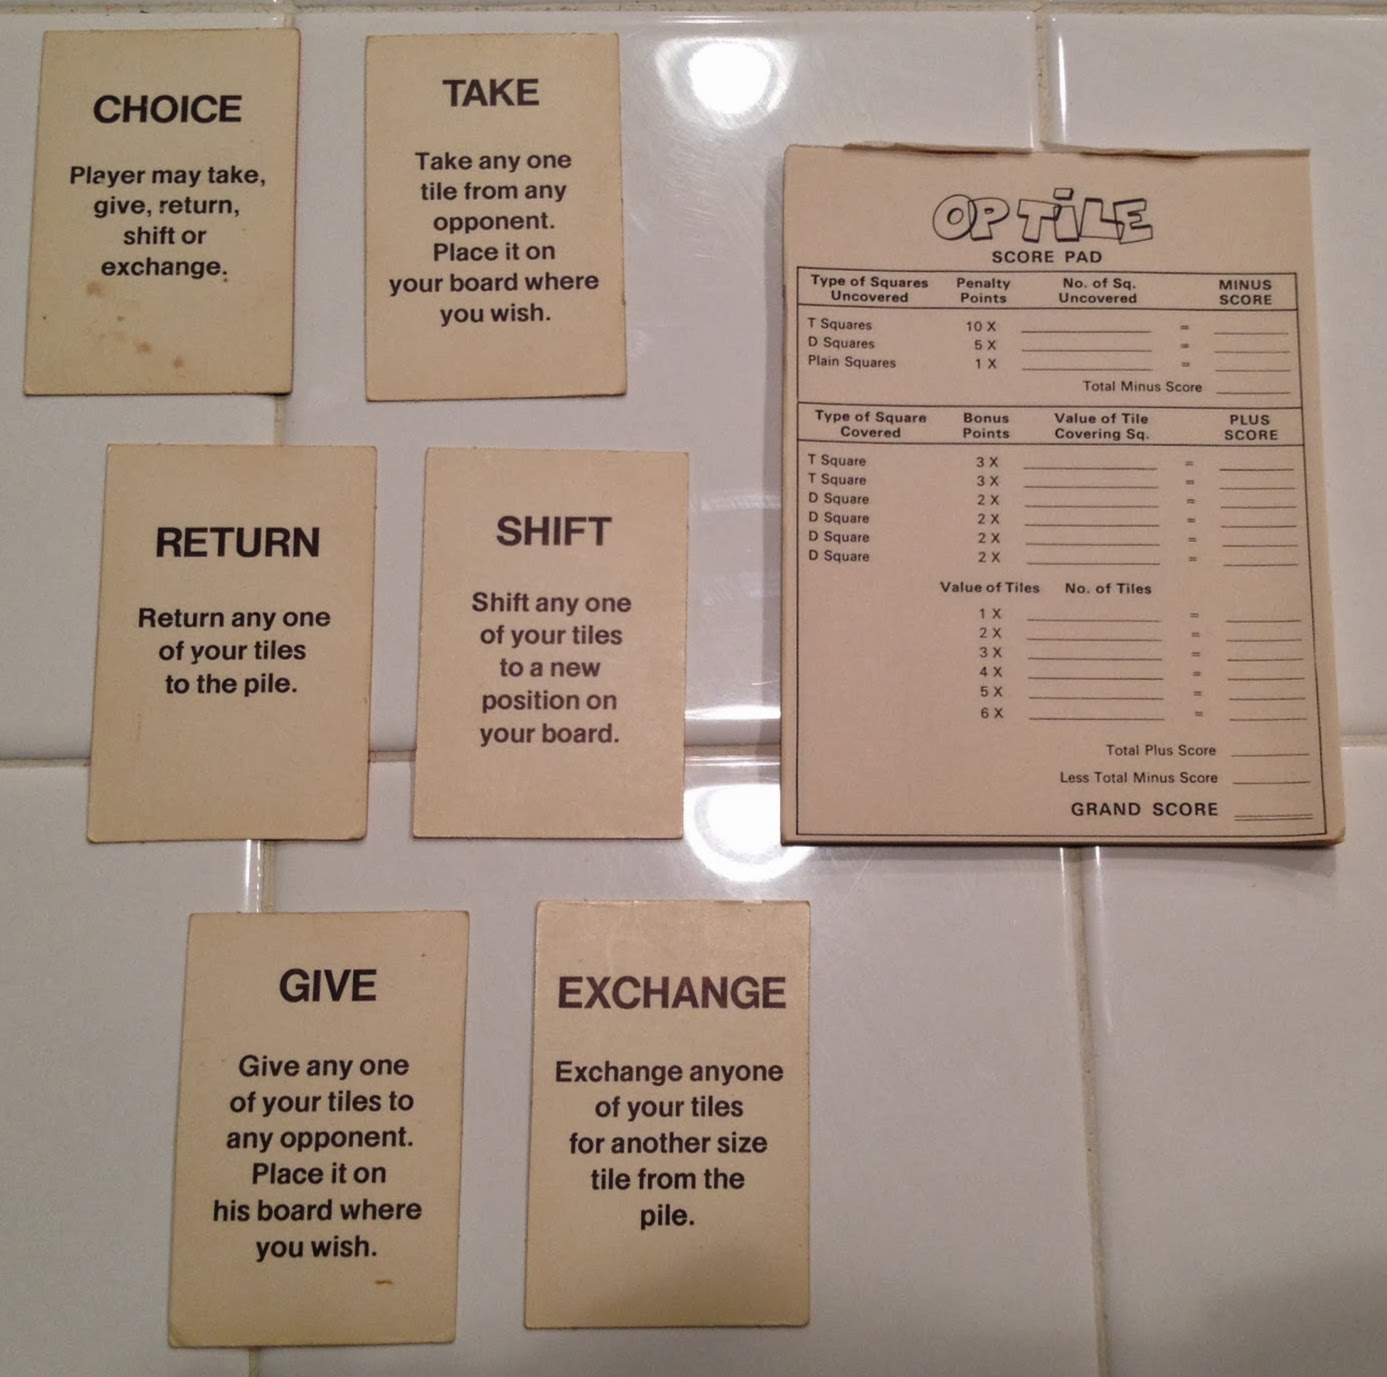 CHOICE
Player may take,
give, return,
shift or
exchange.
TAKE
Take any one
tile from any
opponent.
Place it on
your board where
you wish.
RETURN
Return any one
of your tiles
to the pile.
SHIFT
Shift any one
of your tiles
to a new
position on
your board.
GIVE
Give any one
of your tiles to
any opponent.
Place it on
his board where
you wish.
EXCHANGE
Exchange anyone
of your tiles
for another size
tile from the
pile.
OP TiLE
SCORE PAD
Type of Squares Penalty No. of Sq. MINUS
Uncovered Points Uncovered SCORE
T Squares 10 X =
D Squares 5 X =
Plain Squares 1 X =
Total Minus Score
Type of Square Bonus Value of Tile PLUS
Covered Points Covering Sq. SCORE
T Square 3 X =
T Square 3 X =
D Square 2 X =
D Square 2 X =
D Square 2 X =
D Square 2 X =
Value of Tiles No. of Tiles
1 X =
2 X =
3 X =
4 X =
5 X =
6 X =
Total Plus Score
Less Total Minus Score
GRAND SCORE